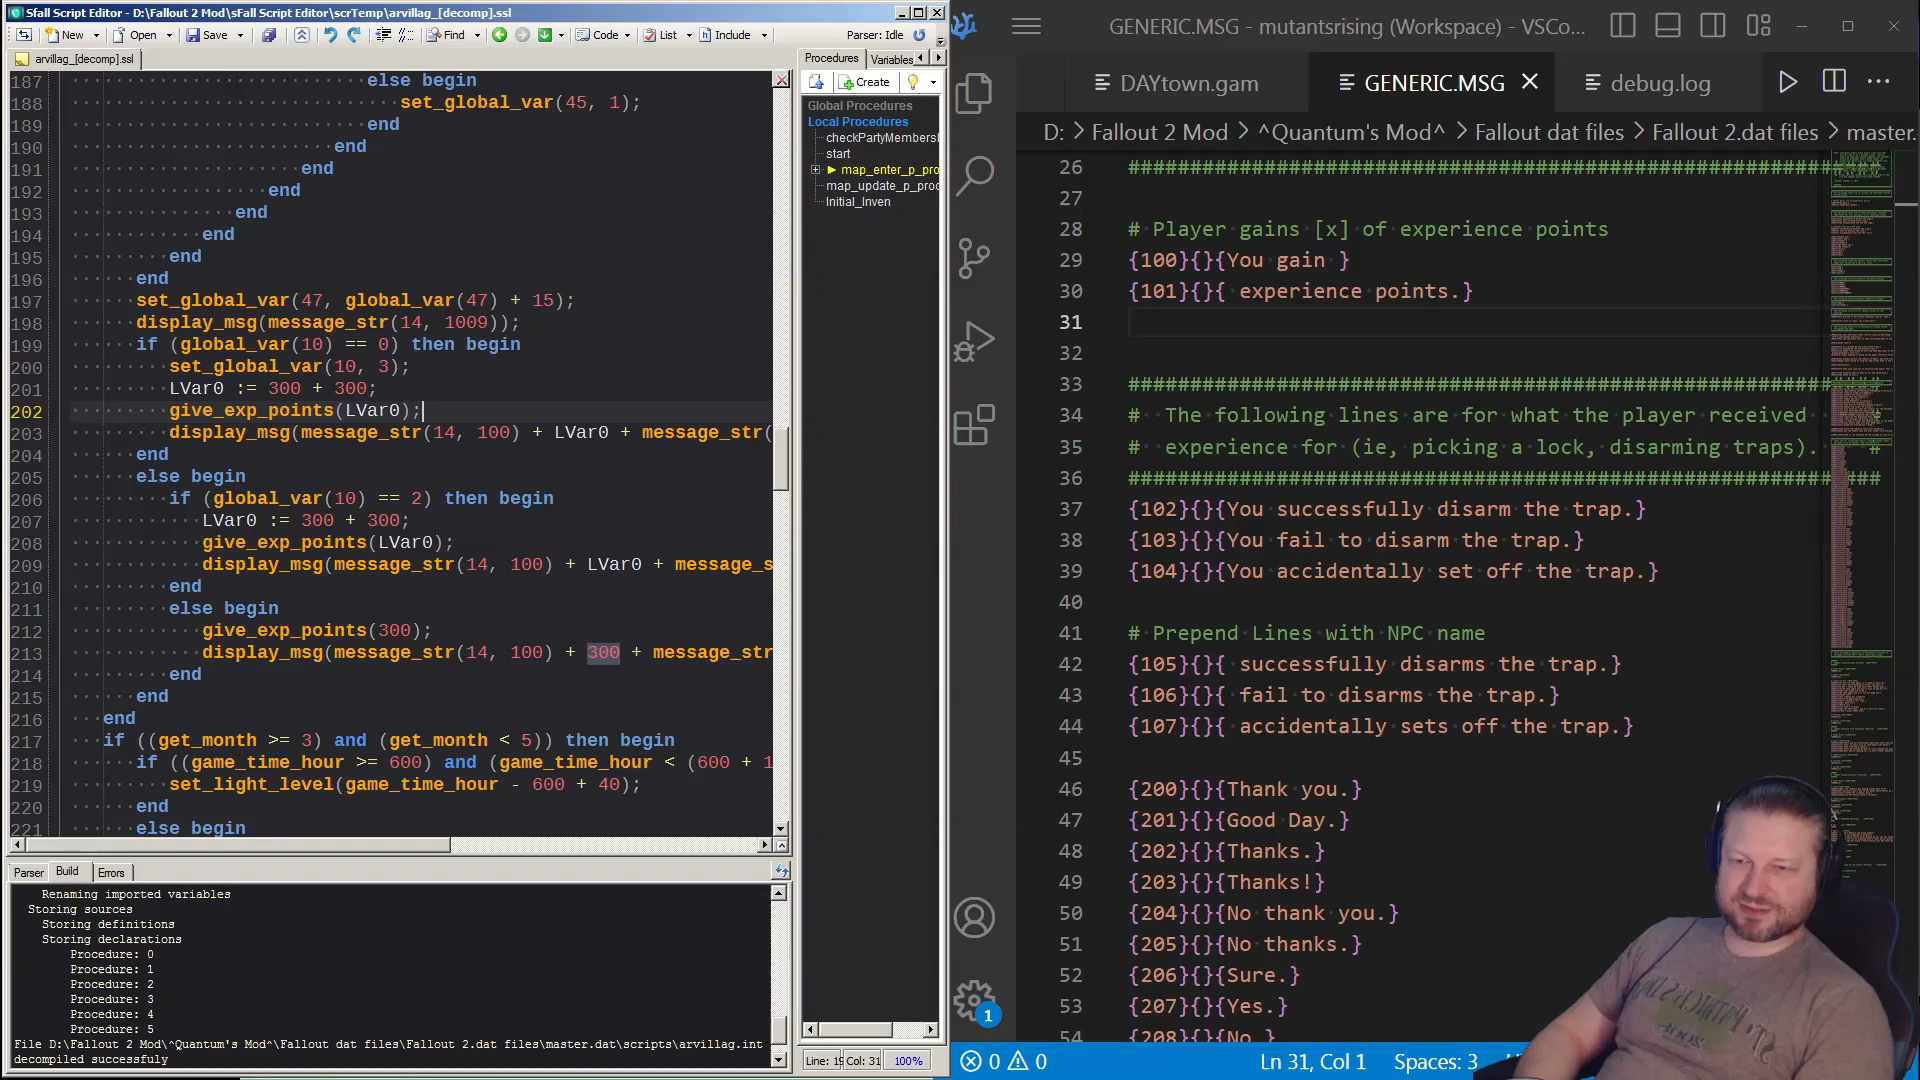 Sfall Script Editor - D:\Fallout 2 Mod\sFall Script Editor\scrTemp\arvillag_[decomp].ssl
New Open Save Find Code List Include Parser: Idle
arvillag_[decomp].ssl
187 else begin
188 set_global_var(45, 1);
189 end
190 end
191 end
192 end
193 end
194 end
195 end
196 end
197 set_global_var(47, global_var(47) + 15);
198 display_msg(message_str(14, 1009));
199 if (global_var(10) == 0) then begin
200 set_global_var(10, 3);
201 LVar0 := 300 + 300;
202 give_exp_points(LVar0);
203 display_msg(message_str(14, 100) + LVar0 + message_str(
204 end
205 else begin
206 if (global_var(10) == 2) then begin
207 LVar0 := 300 + 300;
208 give_exp_points(LVar0);
209 display_msg(message_str(14, 100) + LVar0 + message_s
210 end
211 else begin
212 give_exp_points(300);
213 display_msg(message_str(14, 100) + 300 + message_str
214 end
215 end
216 end
217 if ((get_month >= 3) and (get_month < 5)) then begin
218 if ((game_time_hour >= 600) and (game_time_hour < (600 + 1
219 set_light_level(game_time_hour - 600 + 40);
220 end
221 else begin
Procedures Variables
Create
Global Procedures
Local Procedures
checkPartyMembers
start
map_enter_p_pro
map_update_p_proc
Initial_Inven
Parser Build Errors
Renaming imported variables
Storing sources
Storing definitions
Storing declarations
Procedure: 0
Procedure: 1
Procedure: 2
Procedure: 3
Procedure: 4
Procedure: 5
File D:\Fallout 2 Mod\^Quantum's Mod^\Fallout dat files\Fallout 2.dat files\master.dat\scripts\arvillag.int
decompiled successfuly
Line: 19 Col: 31 100%
GENERIC.MSG - mutantsrising (Workspace) - VSCo...
DAYtown.gam GENERIC.MSG debug.log
D: > Fallout 2 Mod > ^Quantum's Mod^ > Fallout dat files > Fallout 2.dat files > master.
26 #############################################################
27
28 # Player gains [x] of experience points
29 {100}{}{You gain }
30 {101}{}{ experience points.}
31
32
33 #############################################################
34 # The following lines are for what the player received #
35 # experience for (ie, picking a lock, disarming traps). #
36 #############################################################
37 {102}{}{You successfully disarm the trap.}
38 {103}{}{You fail to disarm the trap.}
39 {104}{}{You accidentally set off the trap.}
40
41 # Prepend Lines with NPC name
42 {105}{}{ successfully disarms the trap.}
43 {106}{}{ fail to disarms the trap.}
44 {107}{}{ accidentally sets off the trap.}
45
46 {200}{}{Thank you.}
47 {201}{}{Good Day.}
48 {202}{}{Thanks.}
49 {203}{}{Thanks!}
50 {204}{}{No thank you.}
51 {205}{}{No thanks.}
52 {206}{}{Sure.}
53 {207}{}{Yes.}
54 {208}{}{No.}
1
0 0 Ln 31, Col 1 Spaces: 3